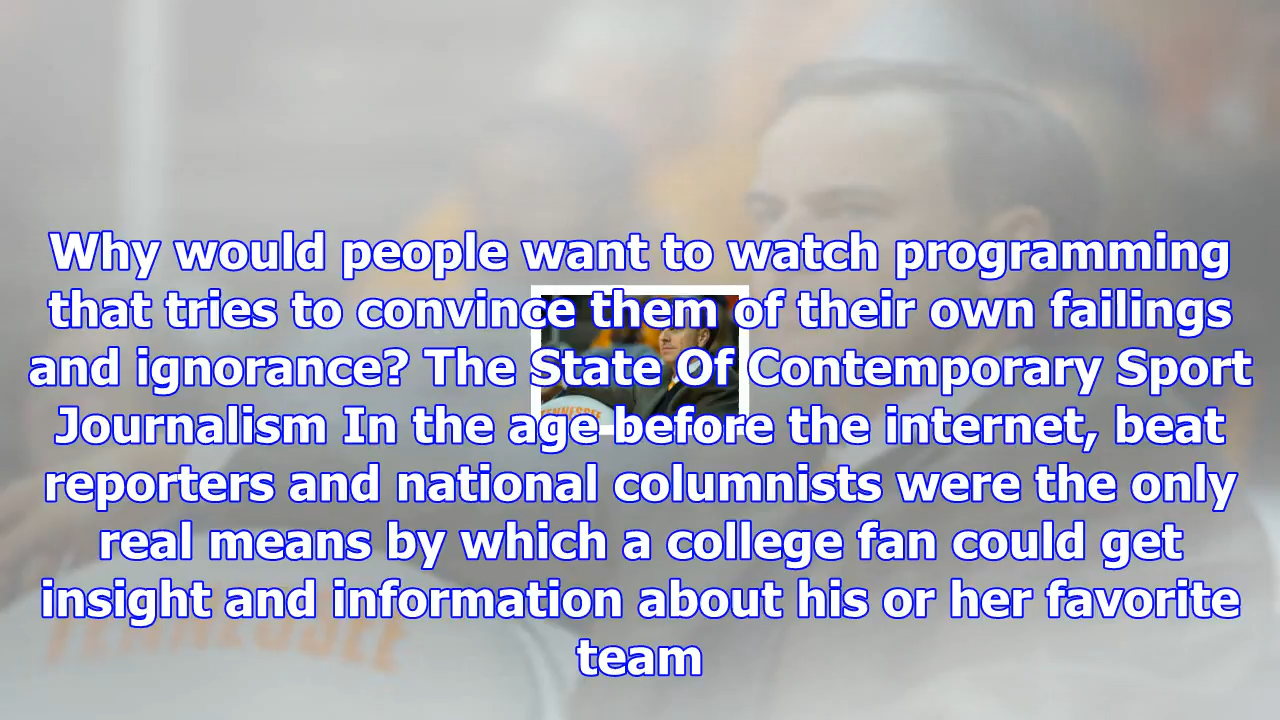 Why would people want to watch programming
that tries to convince them of their own failings
and ignorance? The State Of Contemporary Sport
Journalism In the age before the internet, beat
reporters and national columnists were the only
real means by which a college fan could get
insight and information about his or her favorite
team
TENNESSEE
TENNESSEE